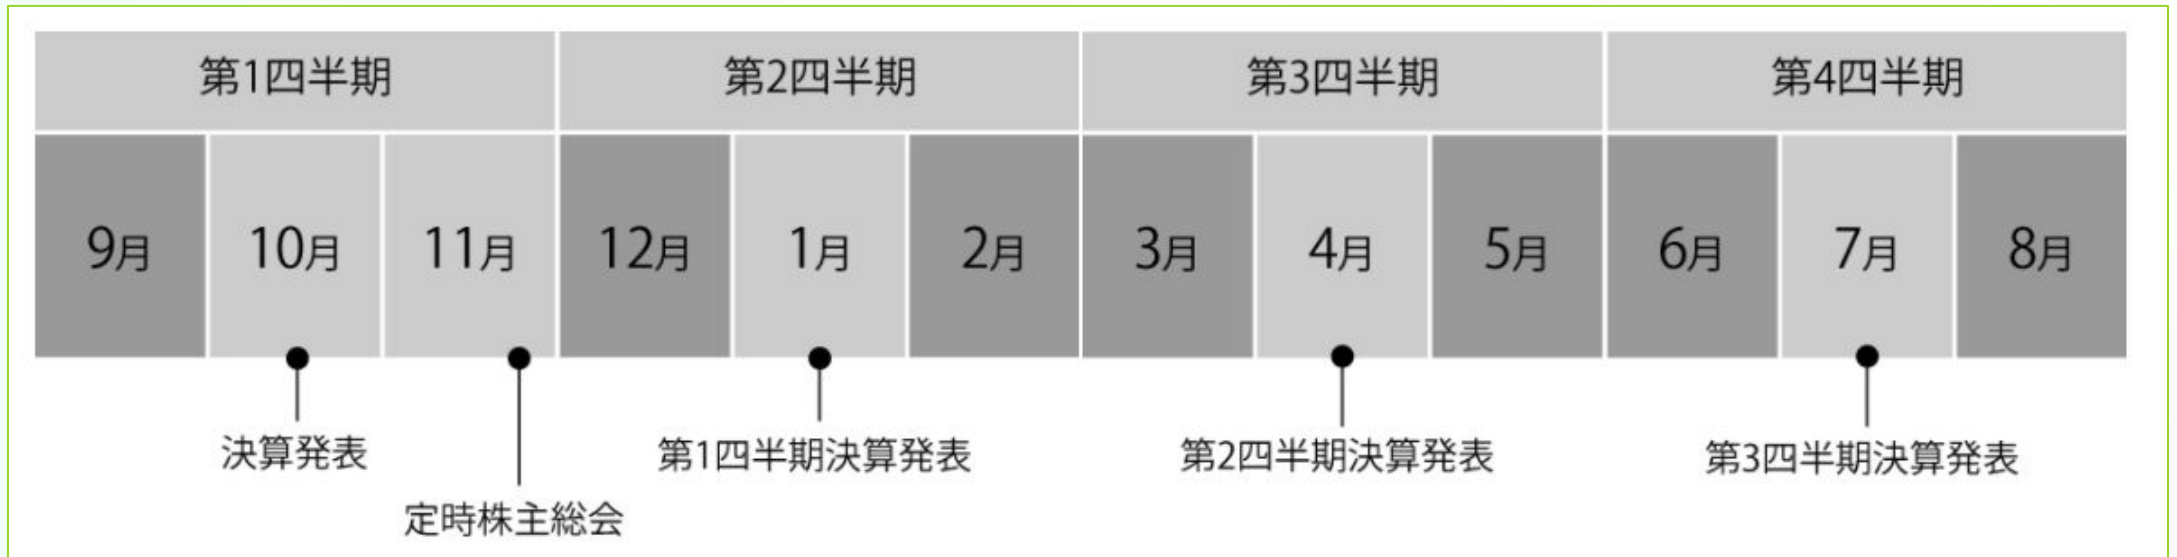 第1四半期 第2四半期 第3四半期 第4四半期
9月 10月 11月 12月 1月 2月 3月 4月 5月 6月 7月 8月
決算発表 第1四半期決算発表 第2四半期決算発表 第3四半期決算発表
定時株主総会